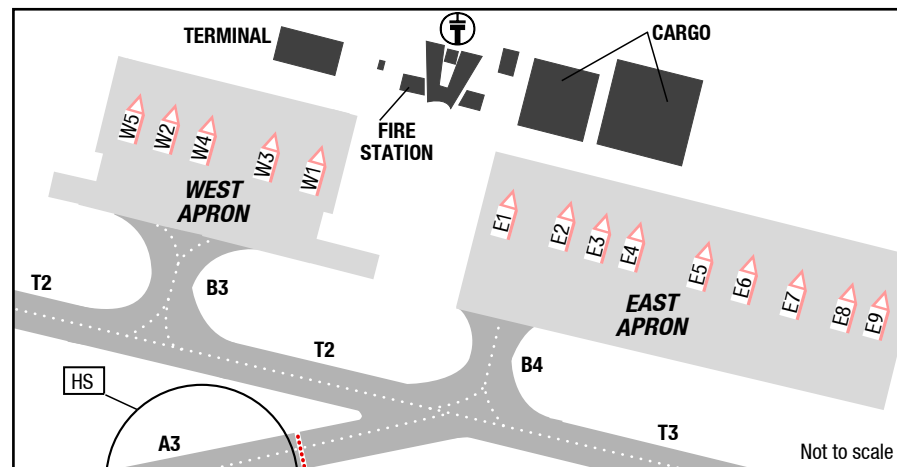 TERMINAL
CARGO
FIRE
STATION
W5
W2
W4
W3
W1
WEST
APRON
E1
E2
E3
E4
E5
E6
E7
E8
E9
EAST
APRON
T2
B3
T2
B4
HS
A3
T3
Not to scale